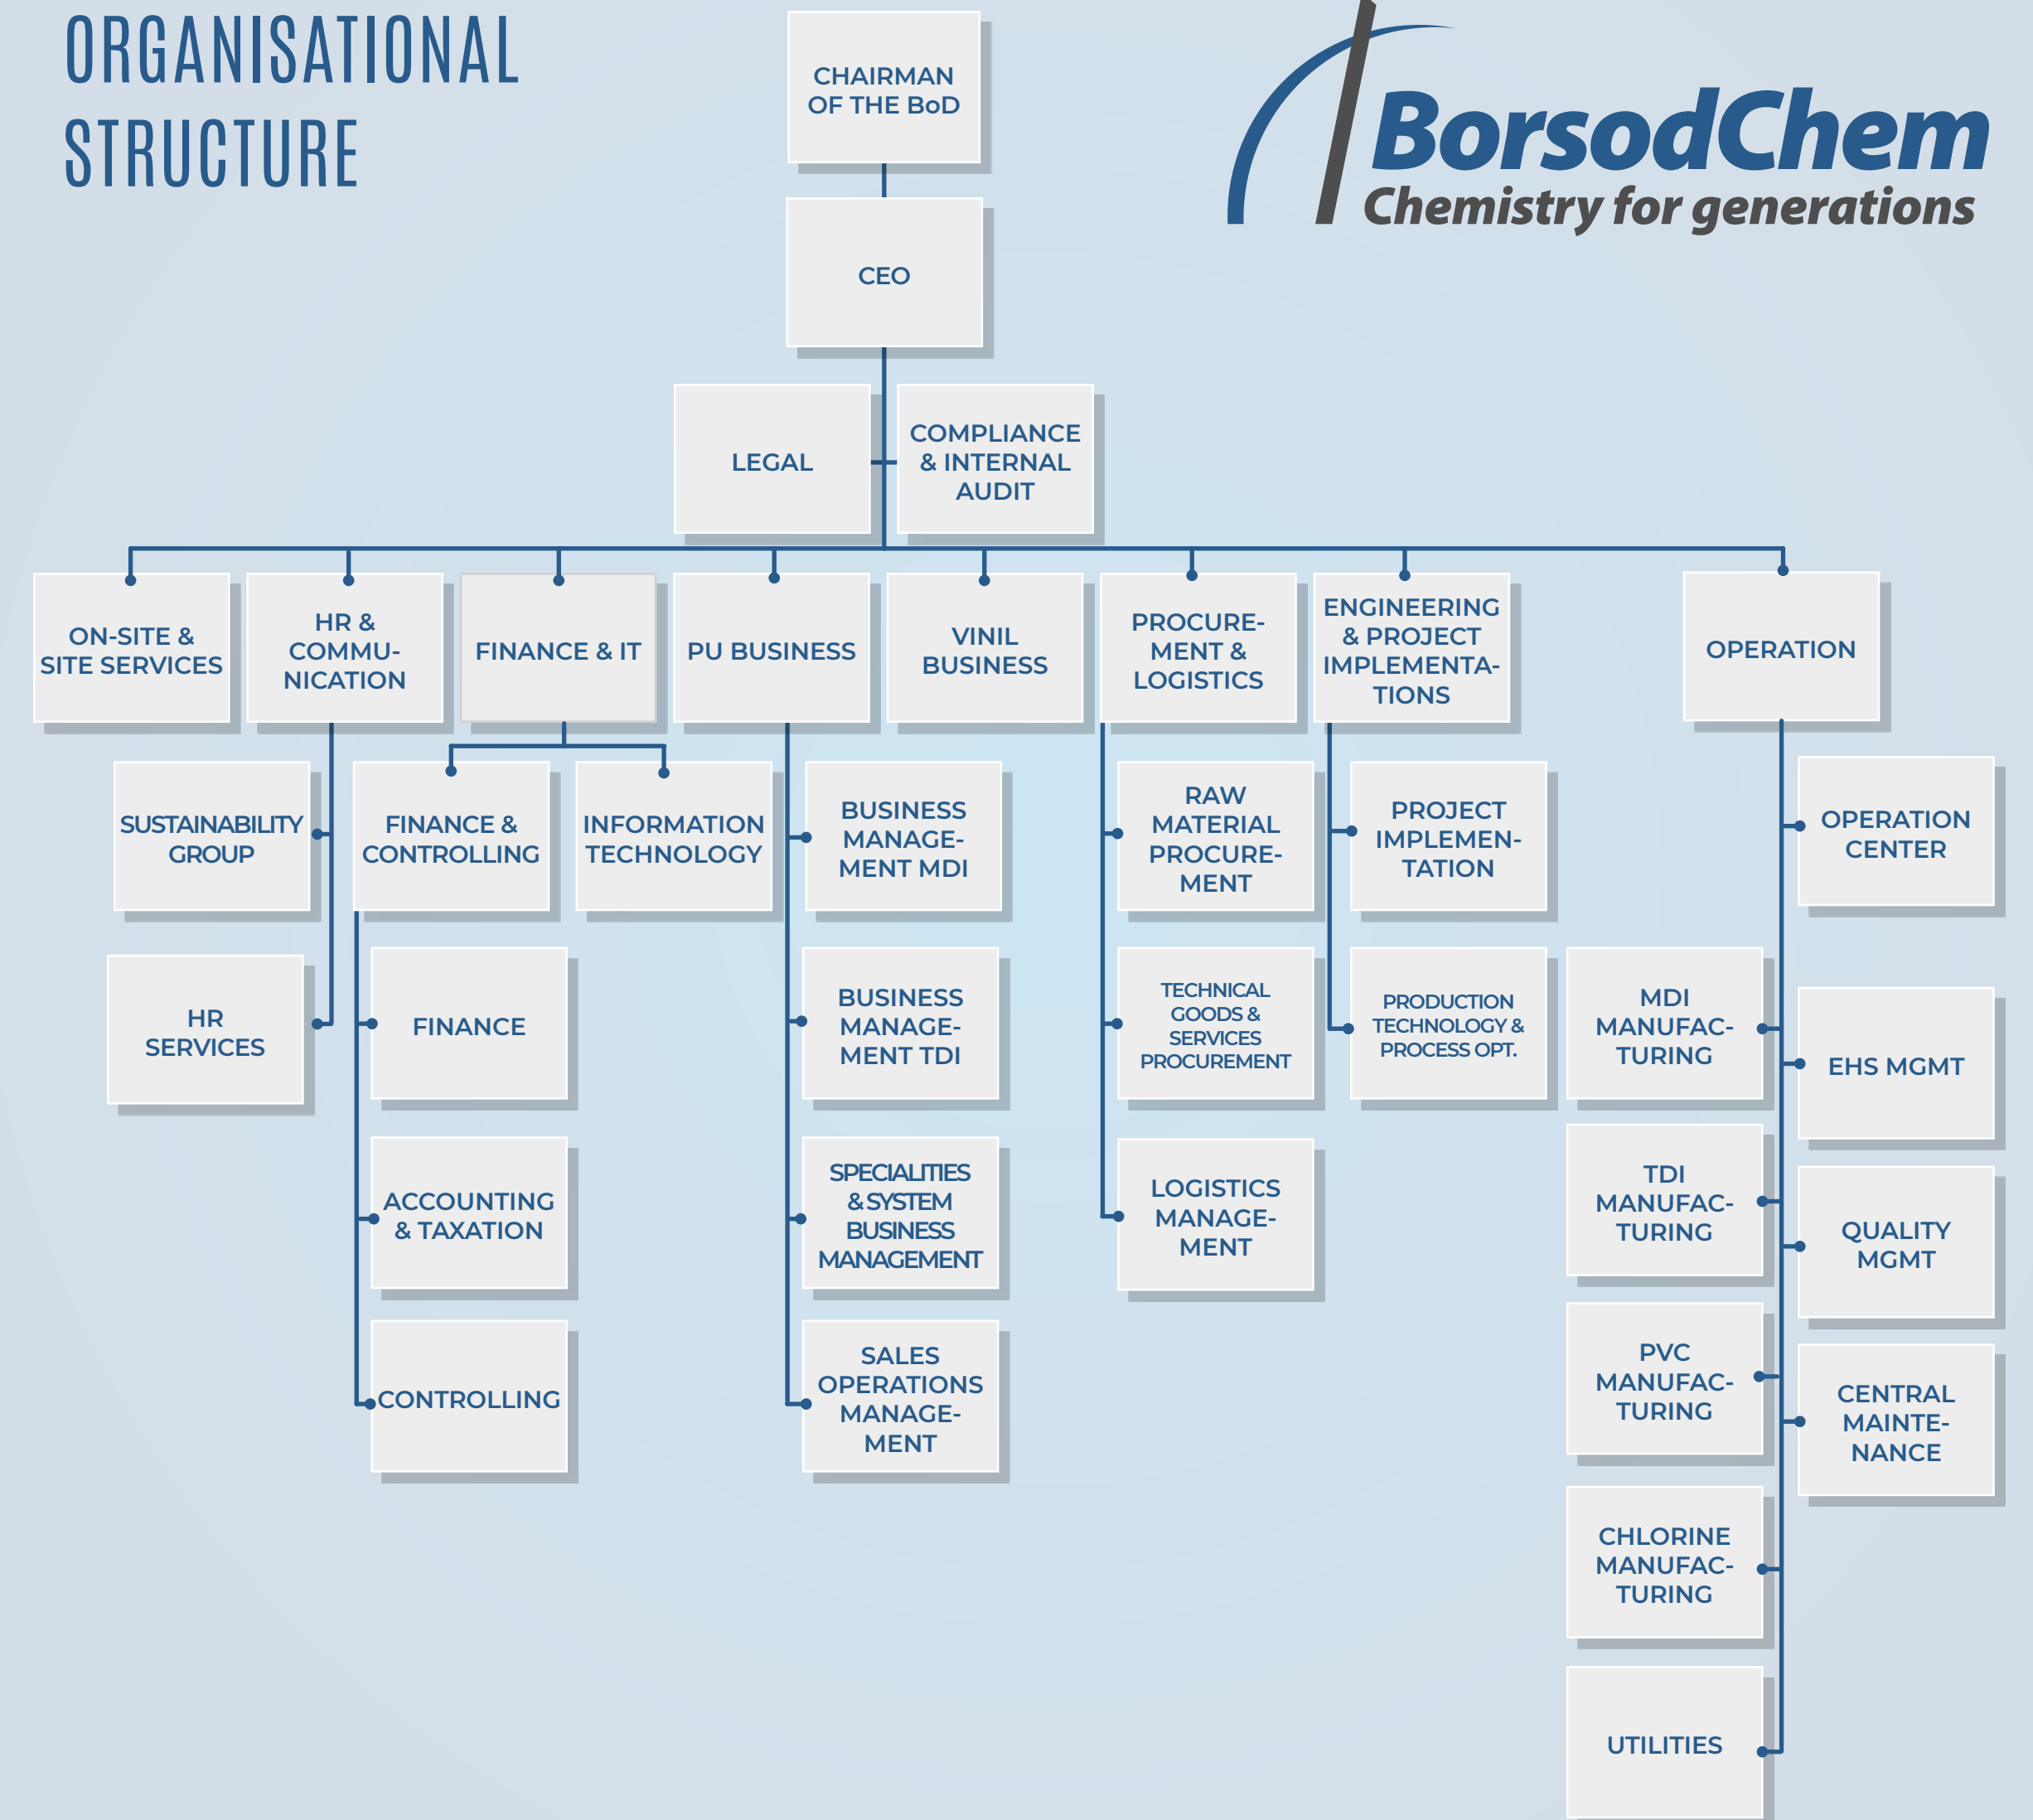 ORGANISATIONAL
STRUCTURE
BorsodChem
Chemistry for generations
CHAIRMAN
OF THE BoD
CEO
LEGAL
COMPLIANCE
& INTERNAL
AUDIT
ON-SITE &
SITE SERVICES
HR &
COMMU-
NICATION
FINANCE & IT
PU BUSINESS
VINIL
BUSINESS
PROCURE-
MENT &
LOGISTICS
ENGINEERING
& PROJECT
IMPLEMENTA-
TIONS
OPERATION
SUSTAINABILITY
GROUP
FINANCE &
CONTROLLING
INFORMATION
TECHNOLOGY
BUSINESS
MANAGE-
MENT MDI
RAW
MATERIAL
PROCURE-
MENT
PROJECT
IMPLEMEN-
TATION
OPERATION
CENTER
HR
SERVICES
FINANCE
BUSINESS
MANAGE-
MENT TDI
TECHNICAL
GOODS &
SERVICES
PROCUREMENT
PRODUCTION
TECHNOLOGY &
PROCESS OPT.
MDI
MANUFAC-
TURING
EHS MGMT
ACCOUNTING
& TAXATION
SPECIALITIES
& SYSTEM
BUSINESS
MANAGEMENT
LOGISTICS
MANAGE-
MENT
TDI
MANUFAC-
TURING
QUALITY
MGMT
CONTROLLING
SALES
OPERATIONS
MANAGE-
MENT
PVC
MANUFAC-
TURING
CENTRAL
MAINTE-
NANCE
CHLORINE
MANUFAC-
TURING
UTILITIES